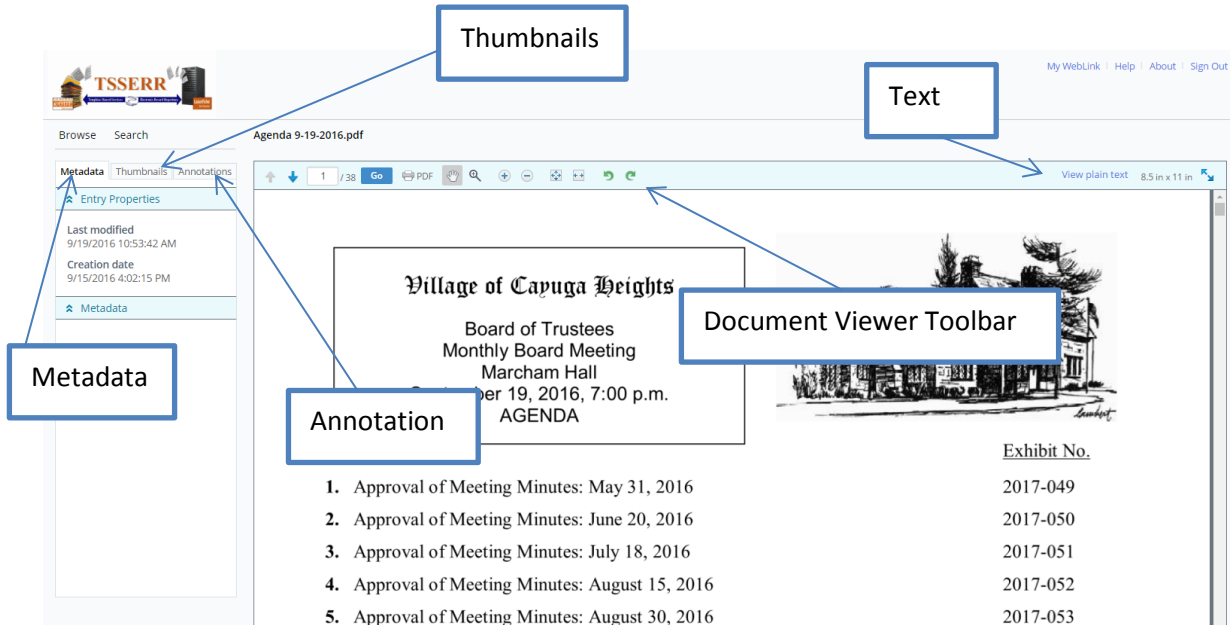 Thumbnails
TSSERR
My WebLink | Help | About | Sign Out
Text
Browse Search
Agenda 9-19-2016.pdf
Metadata Thumbnails Annotations
1 / 38 Go PDF
View plain text 8.5 in x 11 in
Entry Properties
Last modified
9/19/2016 10:53:42 AM
Creation date
9/15/2016 4:02:15 PM
Metadata
Village of Cayuga Heights
Board of Trustees
Monthly Board Meeting
Marcham Hall
er 19, 2016, 7:00 p.m.
AGENDA
Document Viewer Toolbar
Metadata
Annotation
lambert
Exhibit No.
1. Approval of Meeting Minutes: May 31, 2016 2017-049
2. Approval of Meeting Minutes: June 20, 2016 2017-050
3. Approval of Meeting Minutes: July 18, 2016 2017-051
4. Approval of Meeting Minutes: August 15, 2016 2017-052
5. Approval of Meeting Minutes: August 30, 2016 2017-053